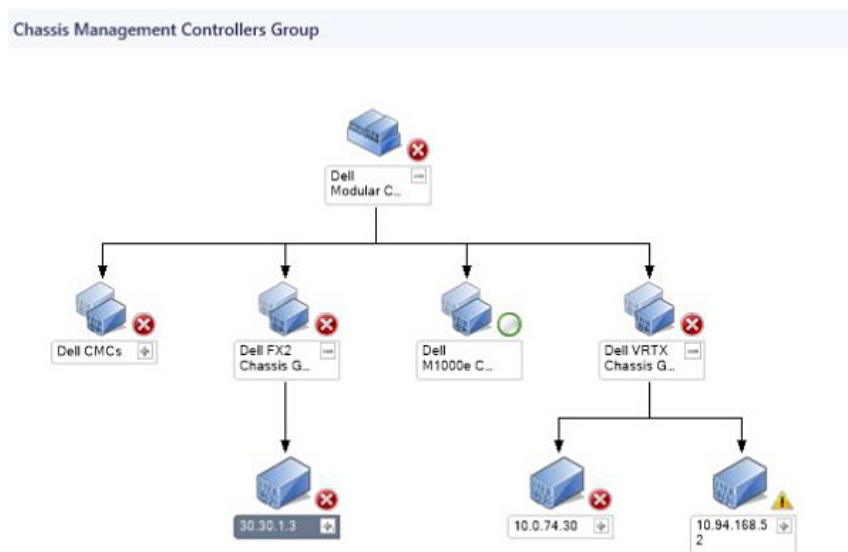 Chassis Management Controllers Group
Dell
Modular C...
Dell CMCs
Dell FX2
Chassis G...
Dell
M1000e C...
Dell VRTX
Chassis G...
30.30.1.3
10.0.74.30
10.94.168.5
2